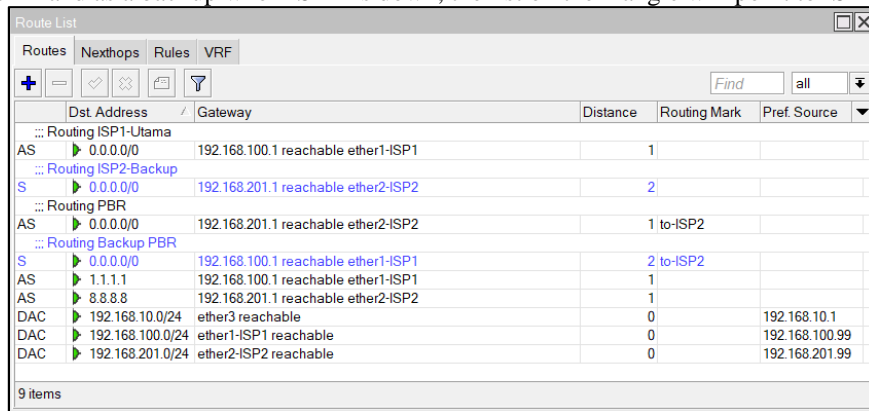 Route List
Routes Nexthops Rules VRF
Find all
Dst. Address / Gateway Distance Routing Mark Pref. Source
;;; Routing ISP1-Utama
AS 0.0.0.0/0 192.168.100.1 reachable ether1-ISP1 1
;;; Routing ISP2-Backup
S 0.0.0.0/0 192.168.201.1 reachable ether2-ISP2 2
;;; Routing PBR
AS 0.0.0.0/0 192.168.201.1 reachable ether2-ISP2 1 to-ISP2
;;; Routing Backup PBR
S 0.0.0.0/0 192.168.100.1 reachable ether1-ISP1 2 to-ISP2
AS 1.1.1.1 192.168.100.1 reachable ether1-ISP1 1
AS 8.8.8.8 192.168.201.1 reachable ether2-ISP2 1
DAC 192.168.10.0/24 ether3 reachable 0 192.168.10.1
DAC 192.168.100.0/24 ether1-ISP1 reachable 0 192.168.100.99
DAC 192.168.201.0/24 ether2-ISP2 reachable 0 192.168.201.99
9 items